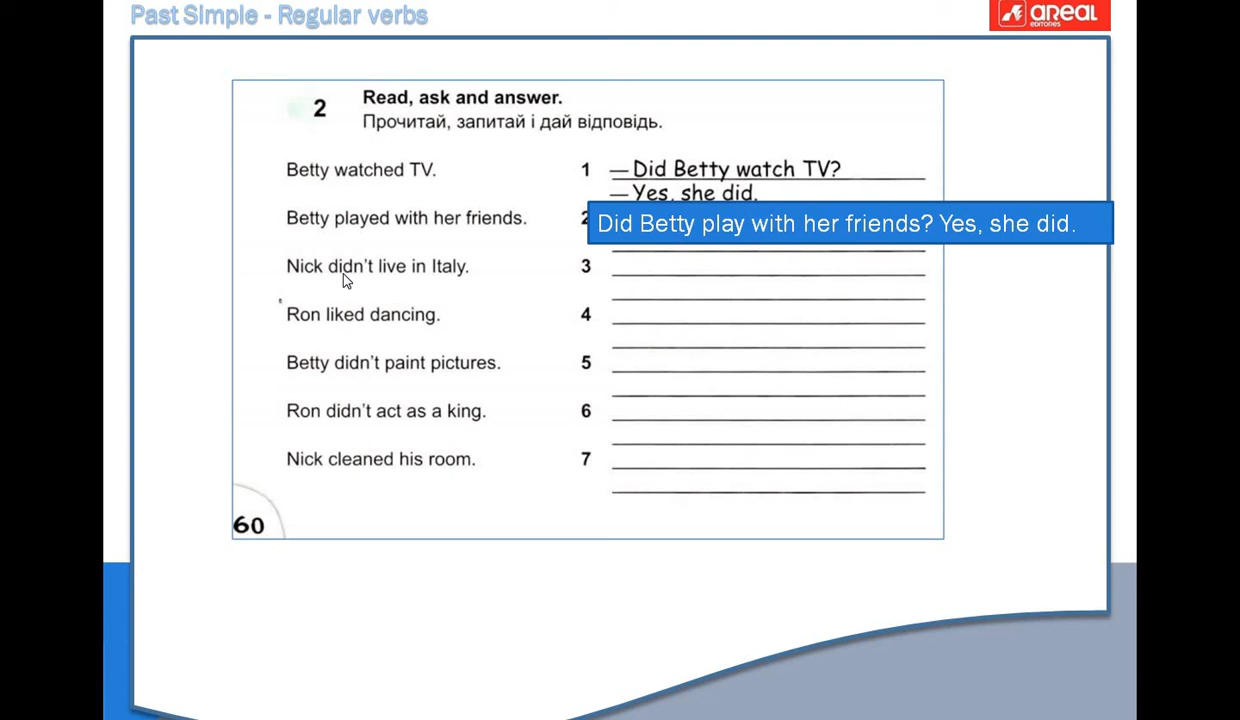 Past Simple - Regular verbs
areal
EDITORES
2 Read, ask and answer.
Прочитай, запитай і дай відповідь.
Betty watched TV. 1 — Did Betty watch TV?
— Yes, she did.
Betty played with her friends. 2 Did Betty play with her friends? Yes, she did.
Nick didn't live in Italy. 3
Ron liked dancing. 4
Betty didn't paint pictures. 5
Ron didn't act as a king. 6
Nick cleaned his room. 7
60